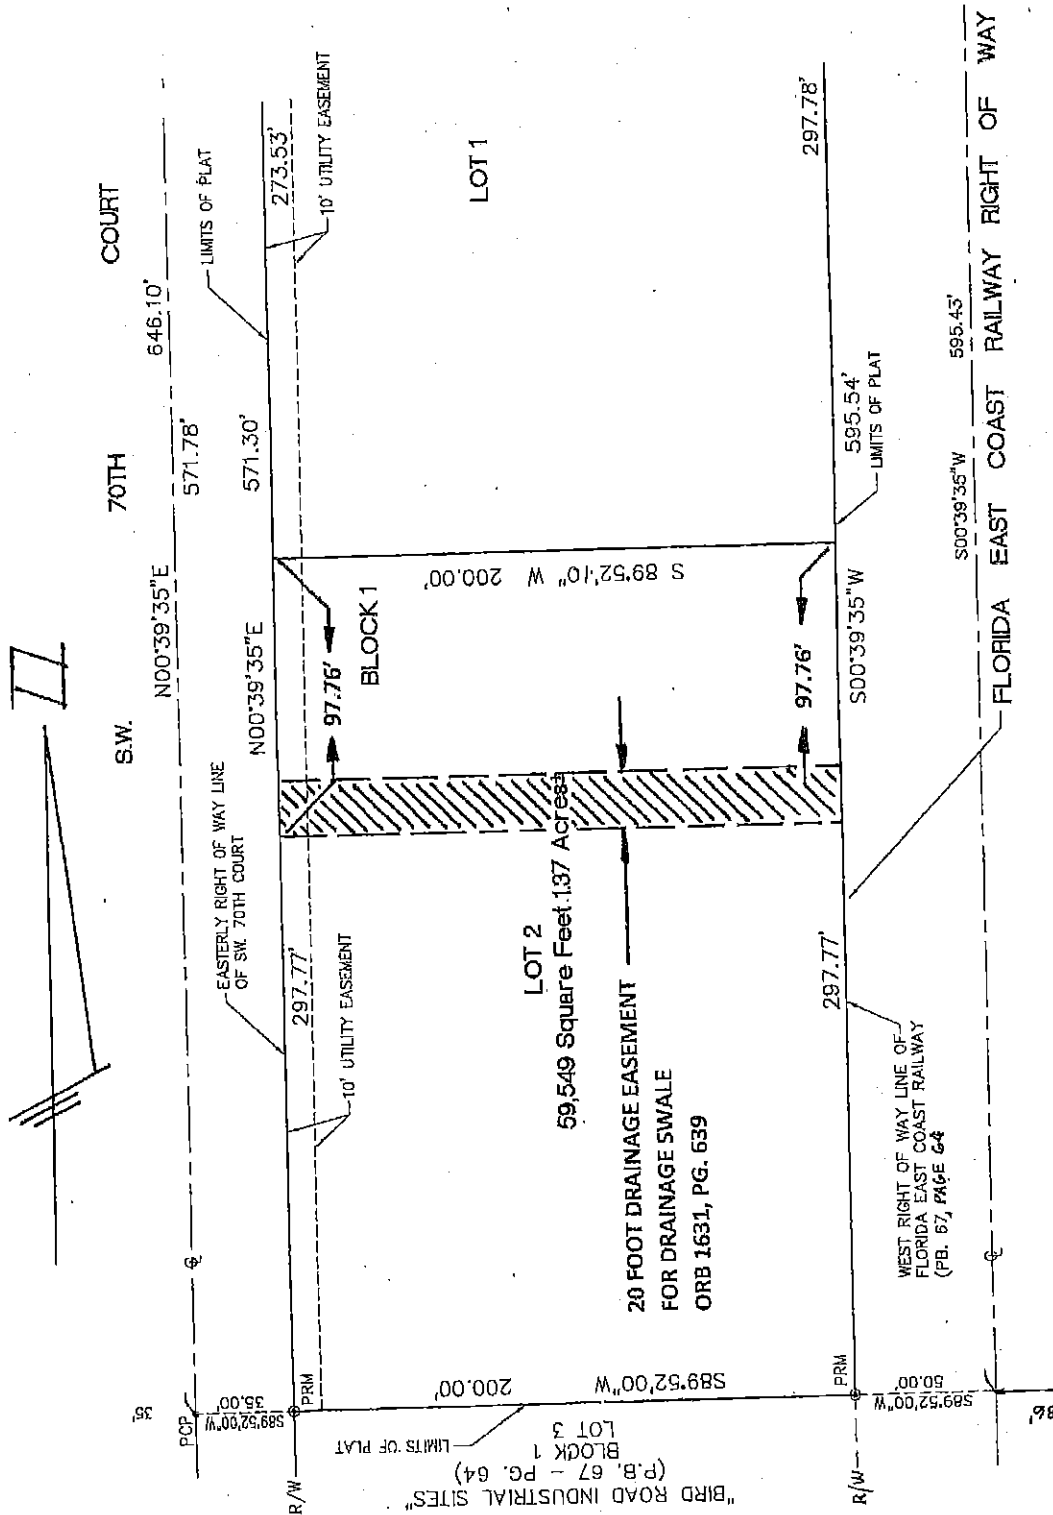 S.W. 70TH COURT
N00°39'35"E 646.10'
571.78'
LIMITS OF PLAT
EASTERLY RIGHT OF WAY LINE
OF SW. 70TH COURT
N00°39'35"E 571.30'
297.77'
273.53'
10' UTILITY EASEMENT
10' UTILITY EASEMENT
97.76'
BLOCK 1
LOT 1
S 89°52'10" W 200.00'
LOT 2
59,549 Square Feet 1.37 Acres±
20 FOOT DRAINAGE EASEMENT
FOR DRAINAGE SWALE
ORB 1631, PG. 639
97.76'
297.77'
S00°39'35"W
595.54'
LIMITS OF PLAT
297.78'
WEST RIGHT OF WAY LINE OF
FLORIDA EAST COAST RAILWAY
(PB. 67, PAGE 64
S00°39'35"W 595.43'
FLORIDA EAST COAST RAILWAY RIGHT OF WAY
35'
PCP
S89°52'00"W
35.00'
R/W
PRM
S89°52'00"W 200.00'
LIMITS OF PLAT
"BIRD ROAD INDUSTRIAL SITES"
(P.B. 67 - PG. 64)
BLOCK 1
LOT 3
R/W
PRM
S89°52'00"W
50.00'